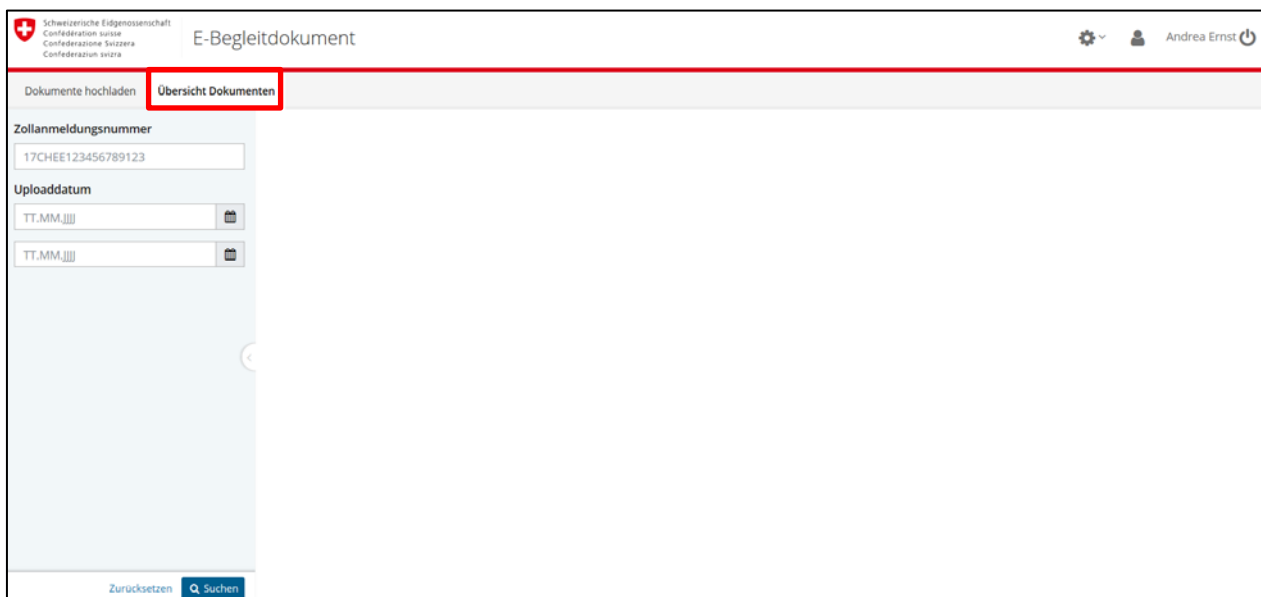 Schweizerische Eidgenossenschaft
Confédération suisse
Confederazione Svizzera
Confederaziun svizra
E-Begleitdokument
Andrea Ernst
Dokumente hochladen
Übersicht Dokumenten
Zollanmeldungsnummer
17CHEE123456789123
Uploaddatum
TT.MM.JJJJ
TT.MM.JJJJ
Zurücksetzen
Suchen